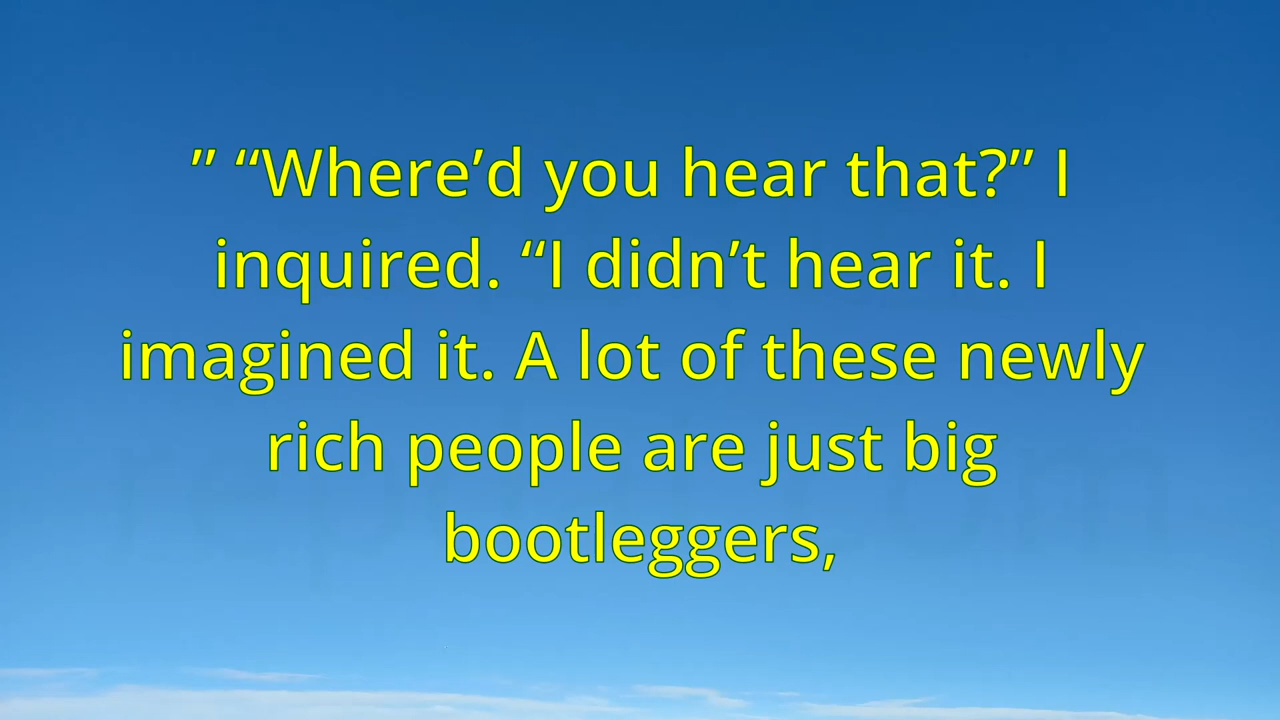 ” “Where’d you hear that?” I
inquired. “I didn’t hear it. I
imagined it. A lot of these newly
rich people are just big
bootleggers,